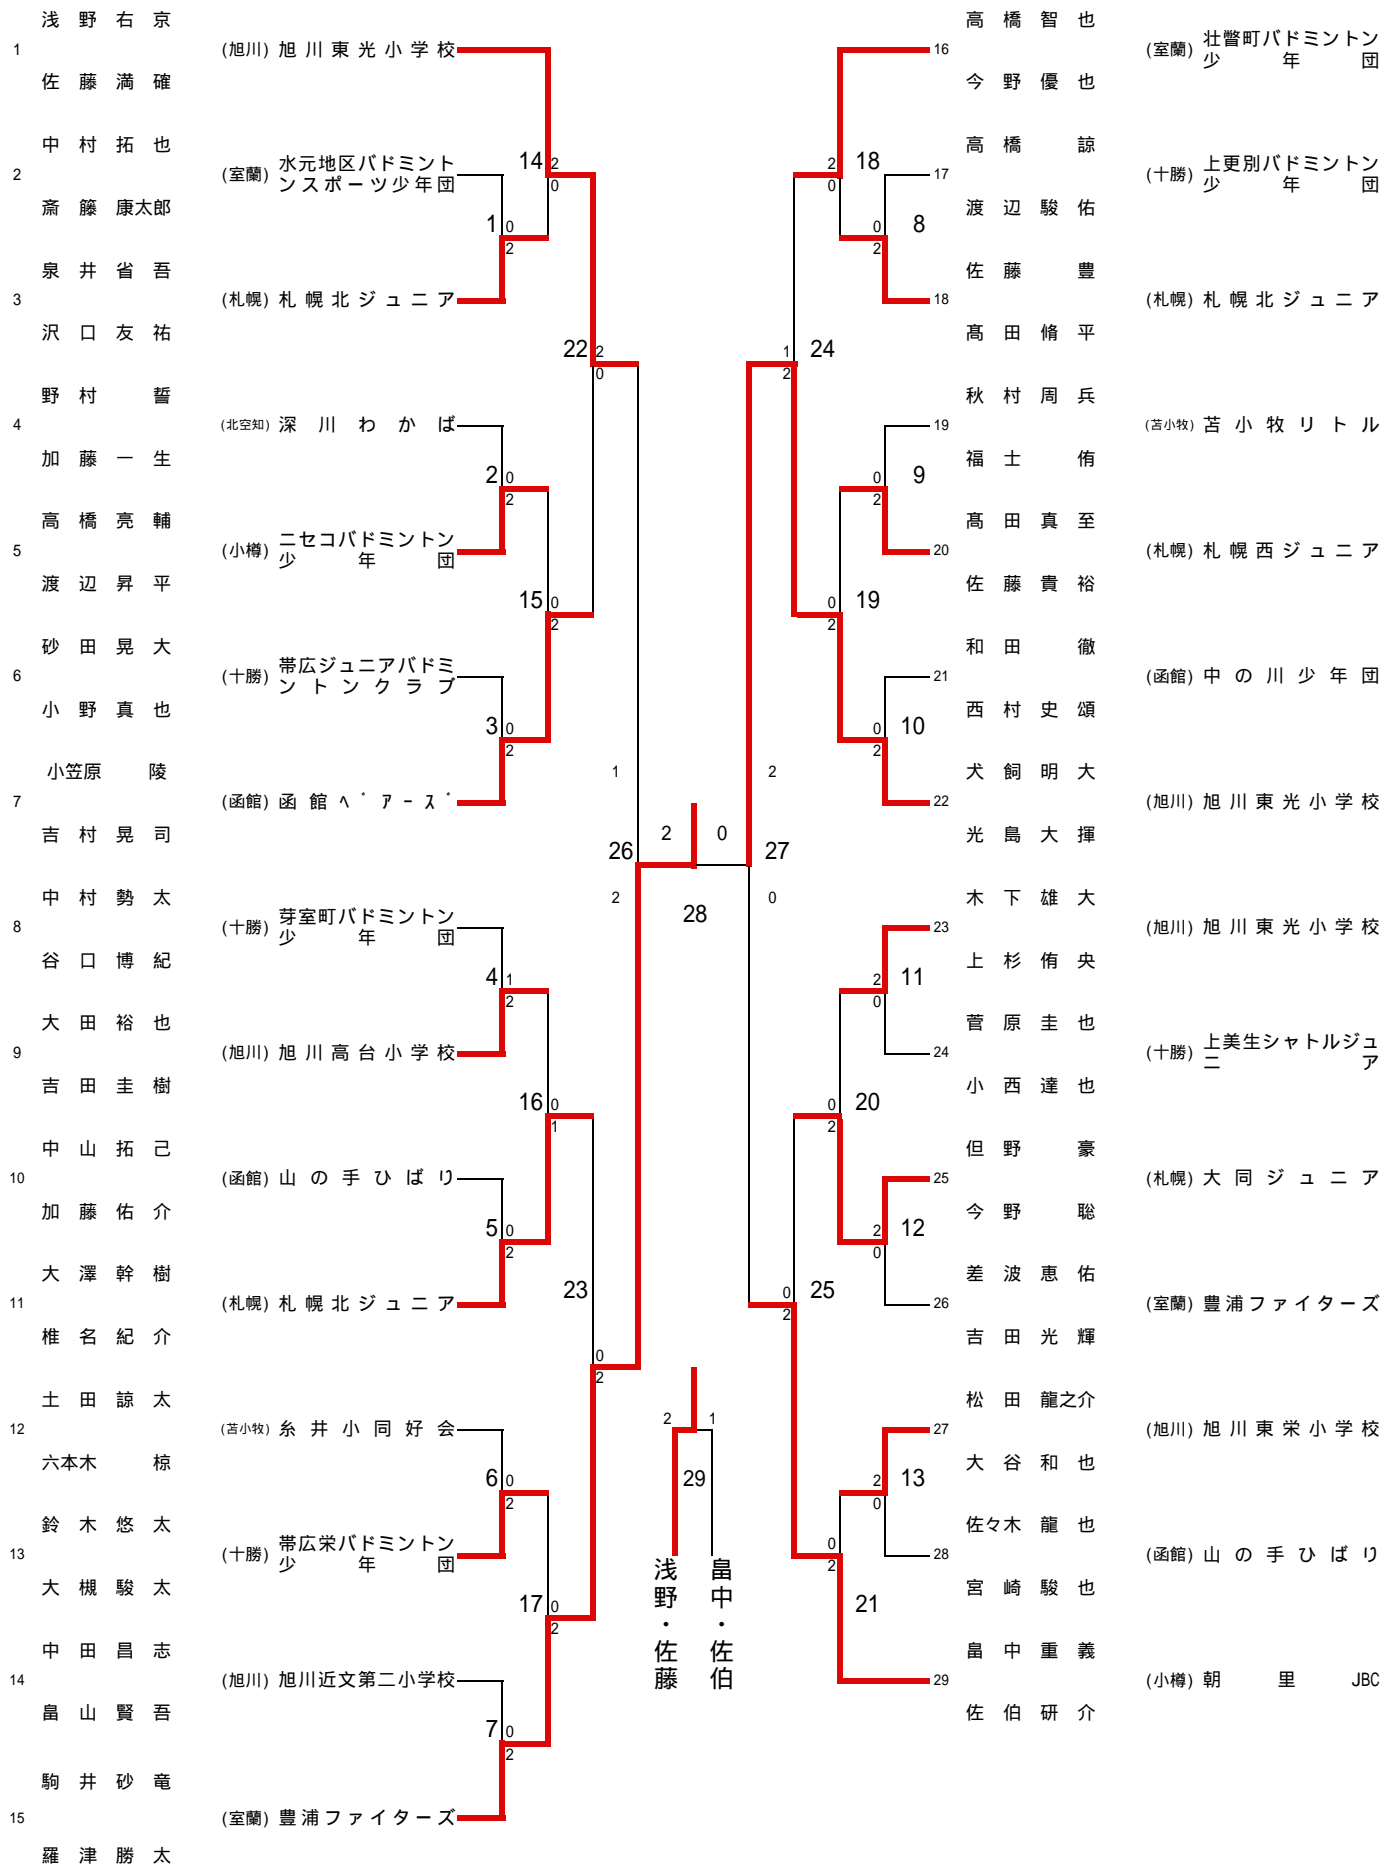 浅野右京
1 (旭川) 旭川東光小学校
佐藤満確
中村拓也
2 (室蘭) 水元地区バドミント
ンスポーツ少年団
斎藤康太郎
泉井省吾
3 (札幌) 札幌北ジュニア
沢口友祐
野村誓
4 (北空知) 深川わかば
加藤一生
高橋亮輔
5 (小樽) ニセコバドミントン
少年団
渡辺昇平
砂田晃大
6 (十勝) 帯広ジュニアバドミ
ントンクラブ
小野真也
小笠原陵
7 (函館) 函館ベアーズ
吉村晃司
中村勢太
8 (十勝) 芽室町バドミントン
少年団
谷口博紀
大田裕也
9 (旭川) 旭川高台小学校
吉田圭樹
中山拓己
10 (函館) 山の手ひばり
加藤佑介
大澤幹樹
11 (札幌) 札幌北ジュニア
椎名紀介
土田諒太
12 (苫小牧) 糸井小同好会
六本木椋
鈴木悠太
13 (十勝) 帯広栄バドミントン
少年団
大槻駿太
中田昌志
14 (旭川) 旭川近文第二小学校
畠山賢吾
駒井砂竜
15 (室蘭) 豊浦ファイターズ
羅津勝太
1 0 2
2 0 2
3 0 2
4 1 2
5 0 2
6 0 2
7 0 2
14 2 0
15 0 2
16 0 1
17 0 2
22 2 0
23 0 2
26 1 2
2 0
28
27 2 0
2 1
29
浅野・佐藤
畠中・佐伯
24 1 2
25 0 2
18 2 0
19 0 2
20 0 2
21 0 2
8 0 2
9 0 2
10 0 2
11 2 0
12 2 0
13 2 0
高橋智也
16 (室蘭) 壮瞥町バドミントン
少年団
今野優也
高橋諒
17 (十勝) 上更別バドミントン
少年団
渡辺駿佑
佐藤豊
18 (札幌) 札幌北ジュニア
髙田脩平
秋村周兵
19 (苫小牧) 苫小牧リトル
福士侑
髙田真至
20 (札幌) 札幌西ジュニア
佐藤貴裕
和田徹
21 (函館) 中の川少年団
西村史頌
犬飼明大
22 (旭川) 旭川東光小学校
光島大揮
木下雄大
23 (旭川) 旭川東光小学校
上杉侑央
菅原圭也
24 (十勝) 上美生シャトルジュ
ニア
小西達也
但野豪
25 (札幌) 大同ジュニア
今野聡
差波恵佑
26 (室蘭) 豊浦ファイターズ
吉田光輝
松田龍之介
27 (旭川) 旭川東栄小学校
大谷和也
佐々木龍也
28 (函館) 山の手ひばり
宮崎駿也
畠中重義
29 (小樽) 朝里JBC
佐伯研介